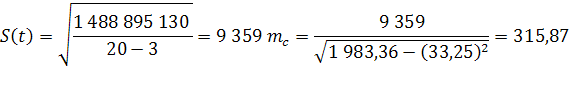 S(t) = √(1 488 895 130 / (20 − 3)) = 9 359 m_c = 9 359 / √(1 983,36 − (33,25)²) = 315,87